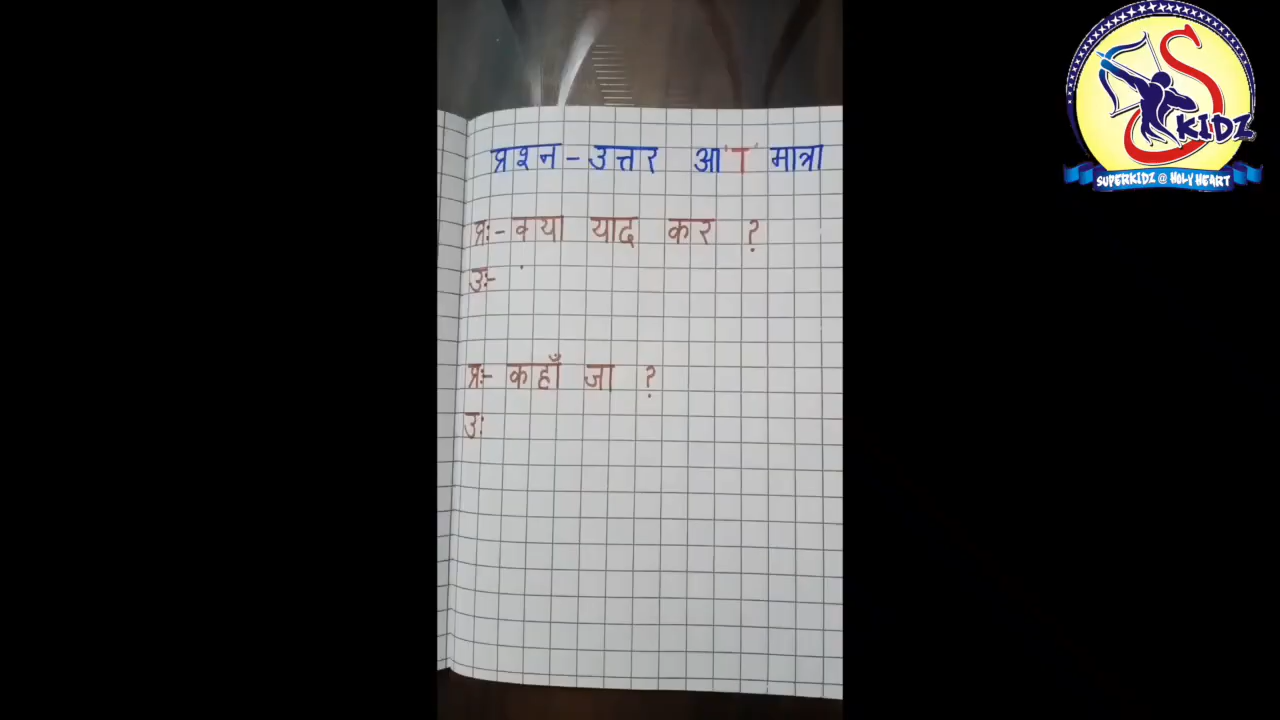 प्रश्न - उत्तर आ 'ा' मात्रा
प्र:- क्या याद कर ?
उ:-
प्र:- कहाँ जा ?
उ:
S KIDZ
SUPERKIDZ @ HOLY HEART